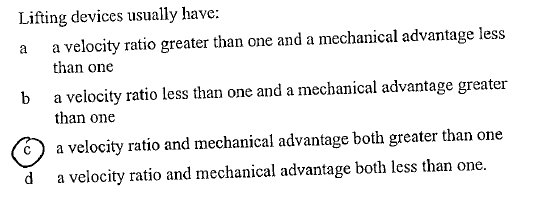 Lifting devices usually have:
a a velocity ratio greater than one and a mechanical advantage less
than one
b a velocity ratio less than one and a mechanical advantage greater
than one
c a velocity ratio and mechanical advantage both greater than one
d a velocity ratio and mechanical advantage both less than one.